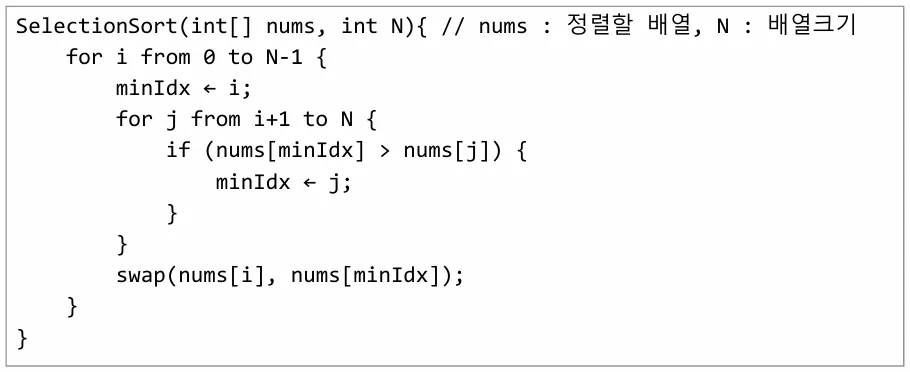 SelectionSort(int[] nums, int N){ // nums : 정렬할 배열, N : 배열크기
    for i from 0 to N-1 {
        minIdx ← i;
        for j from i+1 to N {
            if (nums[minIdx] > nums[j]) {
                minIdx ← j;
            }
        }
        swap(nums[i], nums[minIdx]);
    }
}